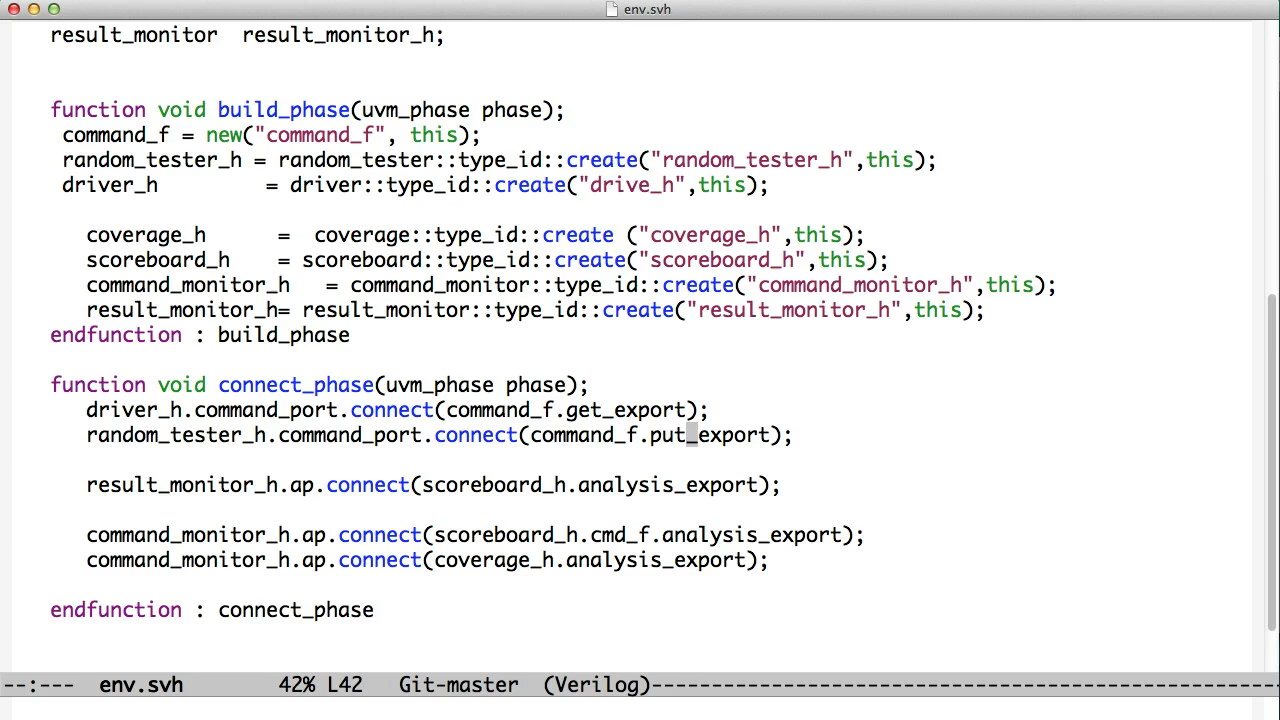 env.svh
result_monitor  result_monitor_h;
function void build_phase(uvm_phase phase);
command_f = new("command_f", this);
random_tester_h = random_tester::type_id::create("random_tester_h",this);
driver_h         = driver::type_id::create("drive_h",this);
coverage_h      =  coverage::type_id::create ("coverage_h",this);
scoreboard_h    = scoreboard::type_id::create("scoreboard_h",this);
command_monitor_h   = command_monitor::type_id::create("command_monitor_h",this);
result_monitor_h= result_monitor::type_id::create("result_monitor_h",this);
endfunction : build_phase
function void connect_phase(uvm_phase phase);
driver_h.command_port.connect(command_f.get_export);
random_tester_h.command_port.connect(command_f.put_export);
result_monitor_h.ap.connect(scoreboard_h.analysis_export);
command_monitor_h.ap.connect(scoreboard_h.cmd_f.analysis_export);
command_monitor_h.ap.connect(coverage_h.analysis_export);
endfunction : connect_phase
--:---  env.svh        42% L42   Git-master  (Verilog)----------------------------------------------------